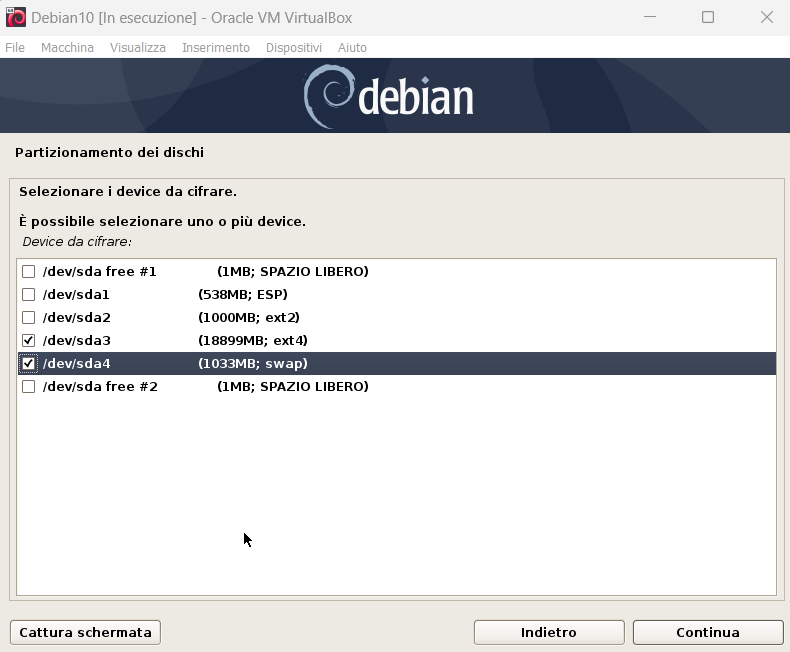 Debian10 [In esecuzione] - Oracle VM VirtualBox
File Macchina Visualizza Inserimento Dispositivi Aiuto
debian
Partizionamento dei dischi
Selezionare i device da cifrare.
È possibile selezionare uno o più device.
Device da cifrare:
/dev/sda free #1 (1MB; SPAZIO LIBERO)
/dev/sda1 (538MB; ESP)
/dev/sda2 (1000MB; ext2)
/dev/sda3 (18899MB; ext4)
/dev/sda4 (1033MB; swap)
/dev/sda free #2 (1MB; SPAZIO LIBERO)
Cattura schermata Indietro Continua